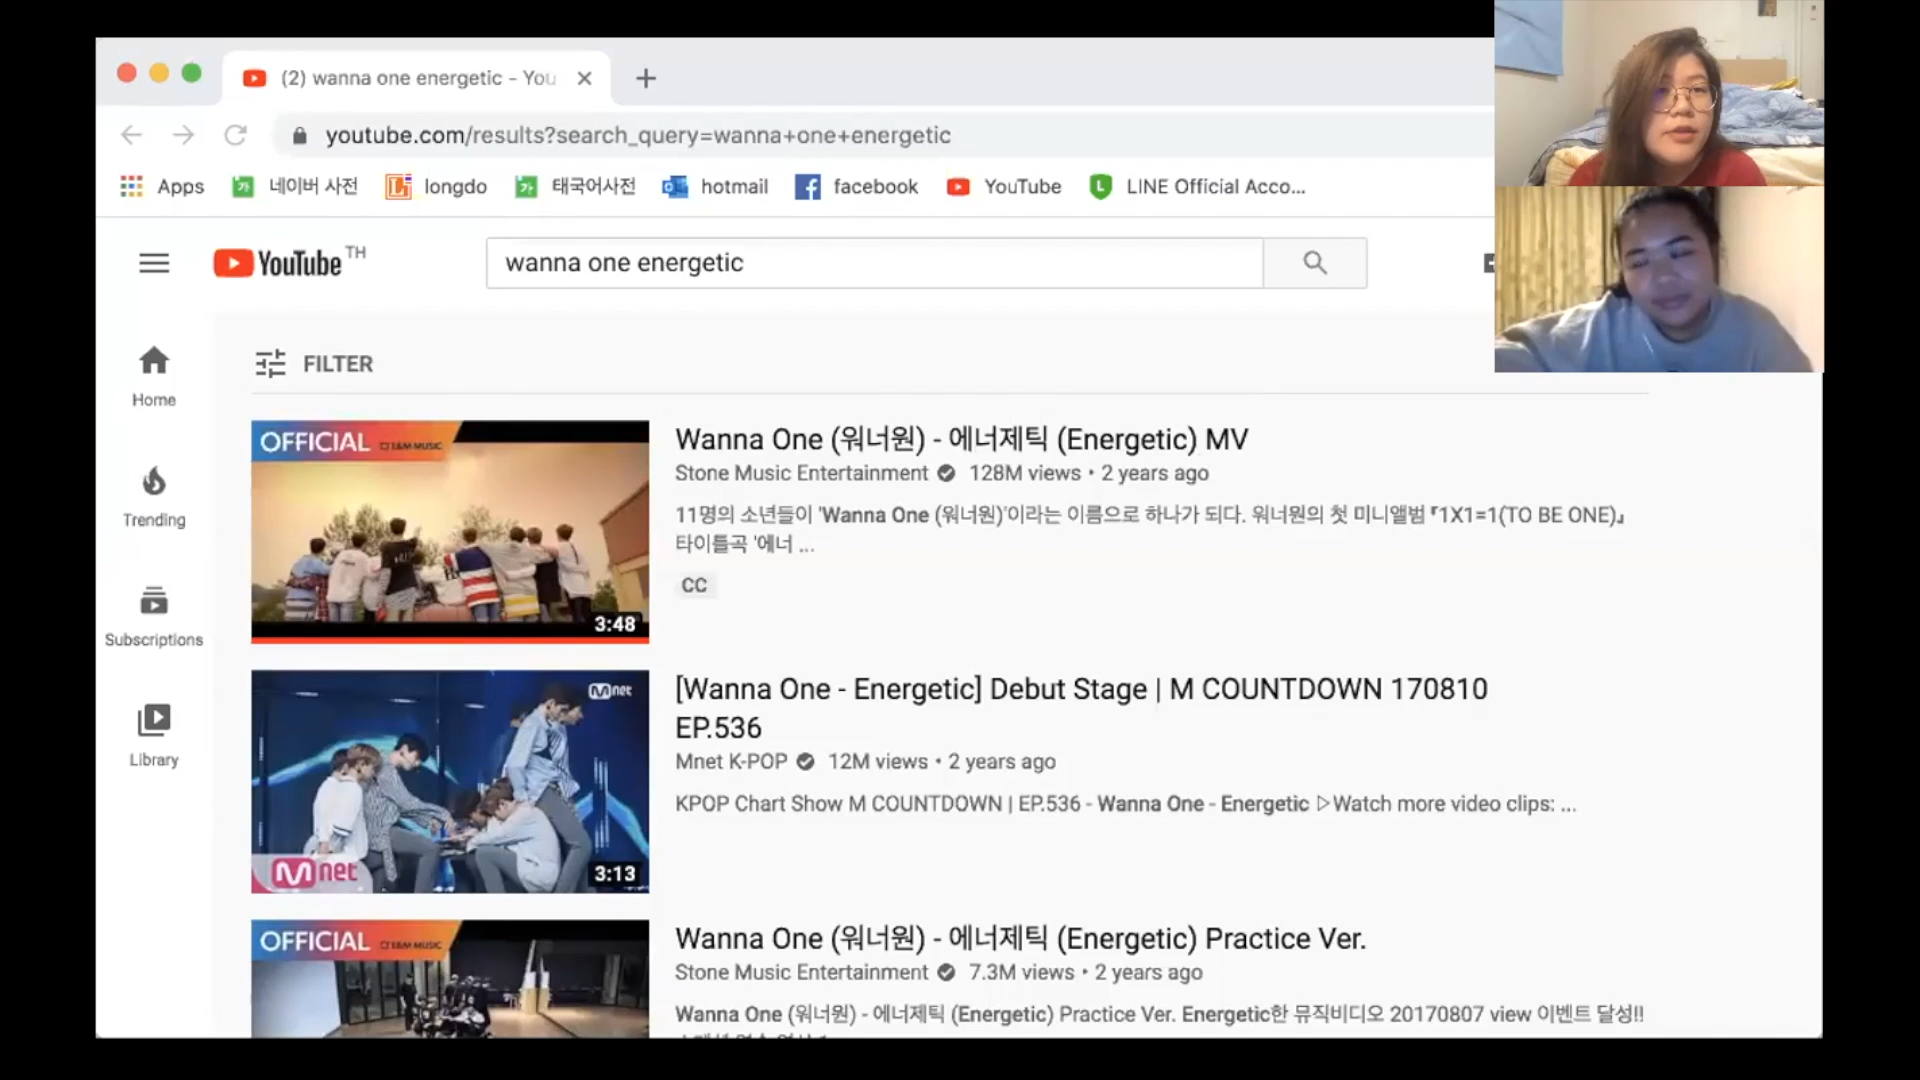 (2) wanna one energetic - You
youtube.com/results?search_query=wanna+one+energetic
Apps 네이버 사전 longdo 태국어사전 hotmail facebook YouTube LINE Official Acco...
YouTube TH
wanna one energetic
Home
Trending
Subscriptions
Library
FILTER
OFFICIAL CJ E&M MUSIC
3:48
Wanna One (워너원) - 에너제틱 (Energetic) MV
Stone Music Entertainment 128M views • 2 years ago
11명의 소년들이 'Wanna One (워너원)'이라는 이름으로 하나가 되다. 워너원의 첫 미니앨범 『1X1=1(TO BE ONE)』
타이틀곡 '에너 ...
CC
Mnet
Mnet
3:13
[Wanna One - Energetic] Debut Stage | M COUNTDOWN 170810
EP.536
Mnet K-POP 12M views • 2 years ago
KPOP Chart Show M COUNTDOWN | EP.536 - Wanna One - Energetic ▷Watch more video clips: ...
OFFICIAL CJ E&M MUSIC
Wanna One (워너원) - 에너제틱 (Energetic) Practice Ver.
Stone Music Entertainment 7.3M views • 2 years ago
Wanna One (워너원) - 에너제틱 (Energetic) Practice Ver. Energetic한 뮤직비디오 20170807 view 이벤트 달성!!